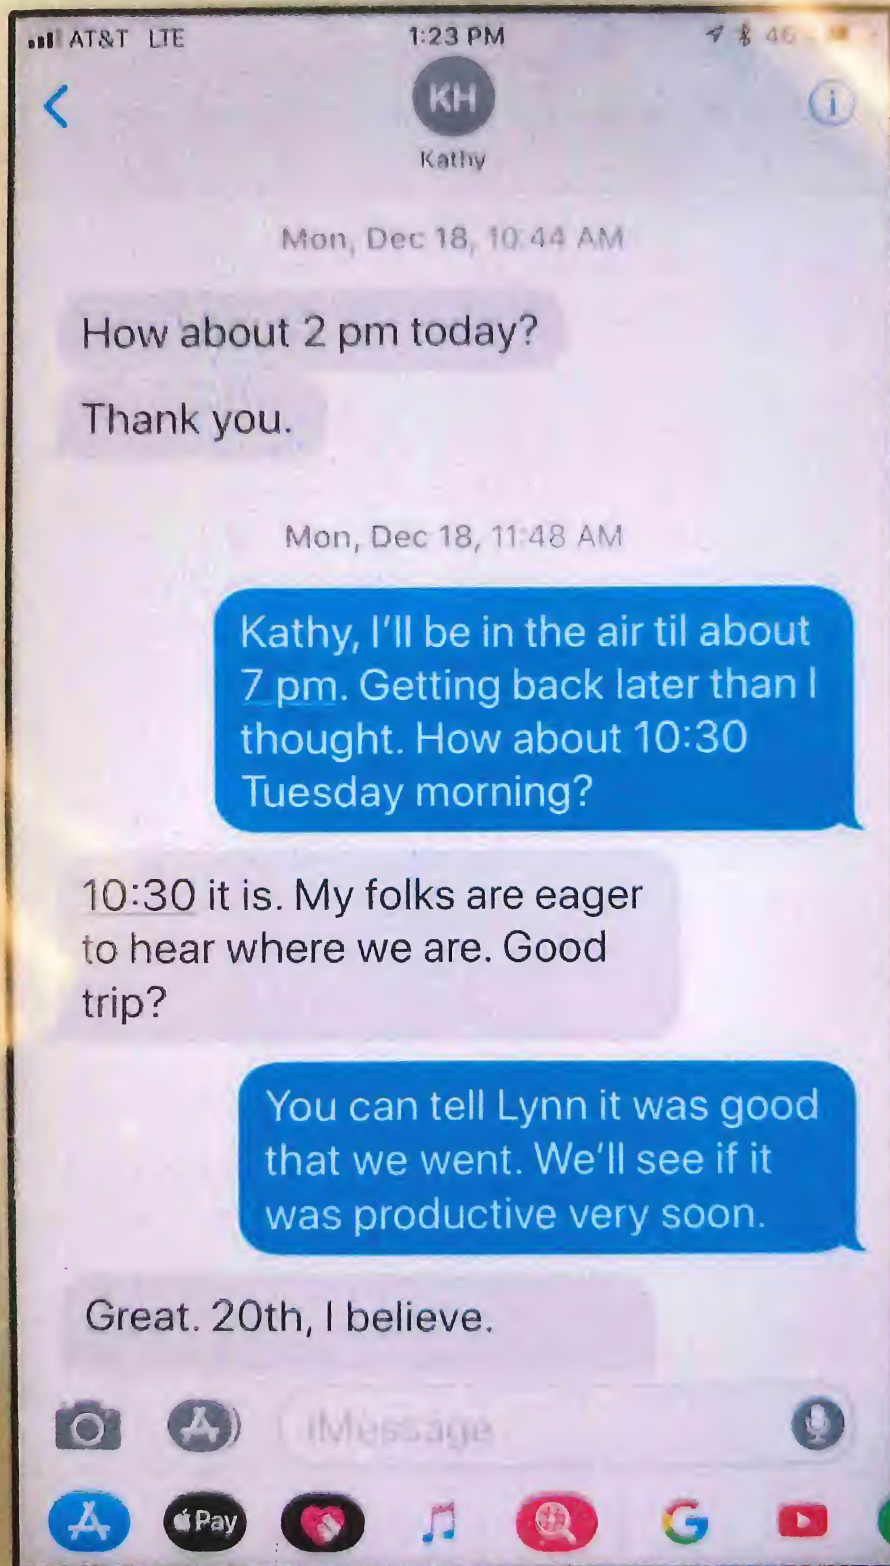 AT&T LTE 1:23 PM
KH
Kathy
Mon, Dec 18, 10:44 AM
How about 2 pm today?
Thank you.
Mon, Dec 18, 11:48 AM
Kathy, I'll be in the air til about
7 pm. Getting back later than I
thought. How about 10:30
Tuesday morning?
10:30 it is. My folks are eager
to hear where we are. Good
trip?
You can tell Lynn it was good
that we went. We'll see if it
was productive very soon.
Great. 20th, I believe.
iMessage
Pay